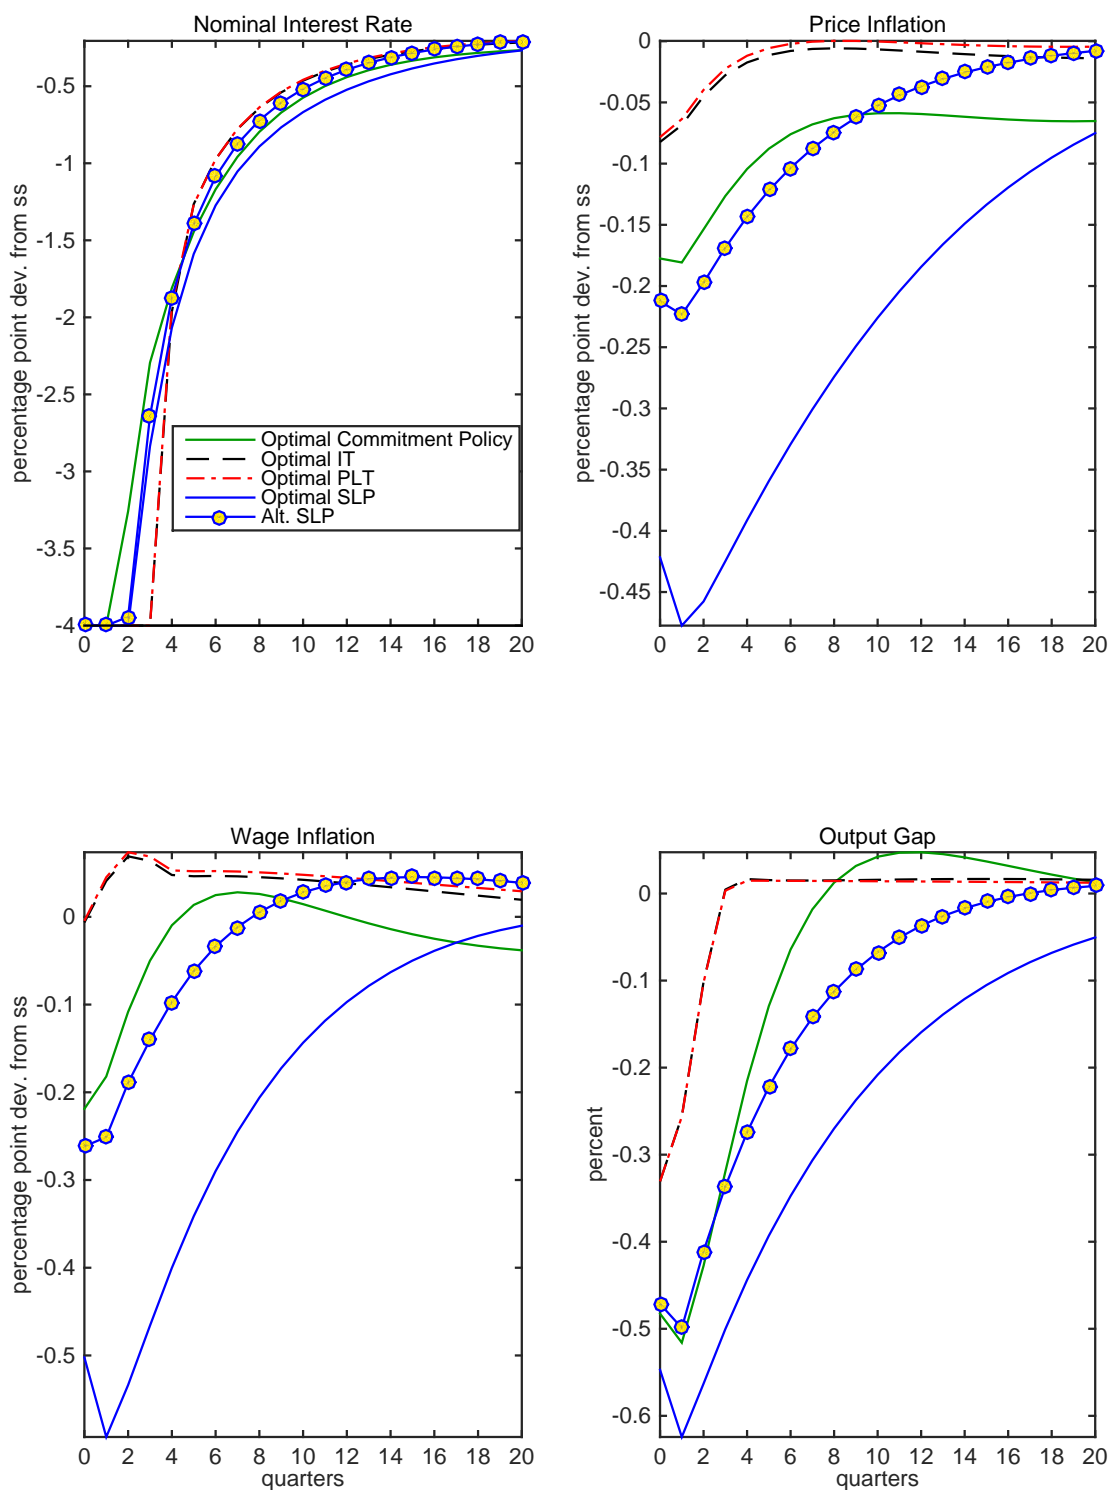 Nominal Interest Rate
percentage point dev. from ss
-0.5
-1
-1.5
-2
-2.5
-3
-3.5
-4
0 2 4 6 8 10 12 14 16 18 20
Optimal Commitment Policy
Optimal IT
Optimal PLT
Optimal SLP
Alt. SLP
Price Inflation
percentage point dev. from ss
0
-0.05
-0.1
-0.15
-0.2
-0.25
-0.3
-0.35
-0.4
-0.45
0 2 4 6 8 10 12 14 16 18 20
Wage Inflation
percentage point dev. from ss
0
-0.1
-0.2
-0.3
-0.4
-0.5
0 2 4 6 8 10 12 14 16 18 20
quarters
Output Gap
percent
0
-0.1
-0.2
-0.3
-0.4
-0.5
-0.6
0 2 4 6 8 10 12 14 16 18 20
quarters